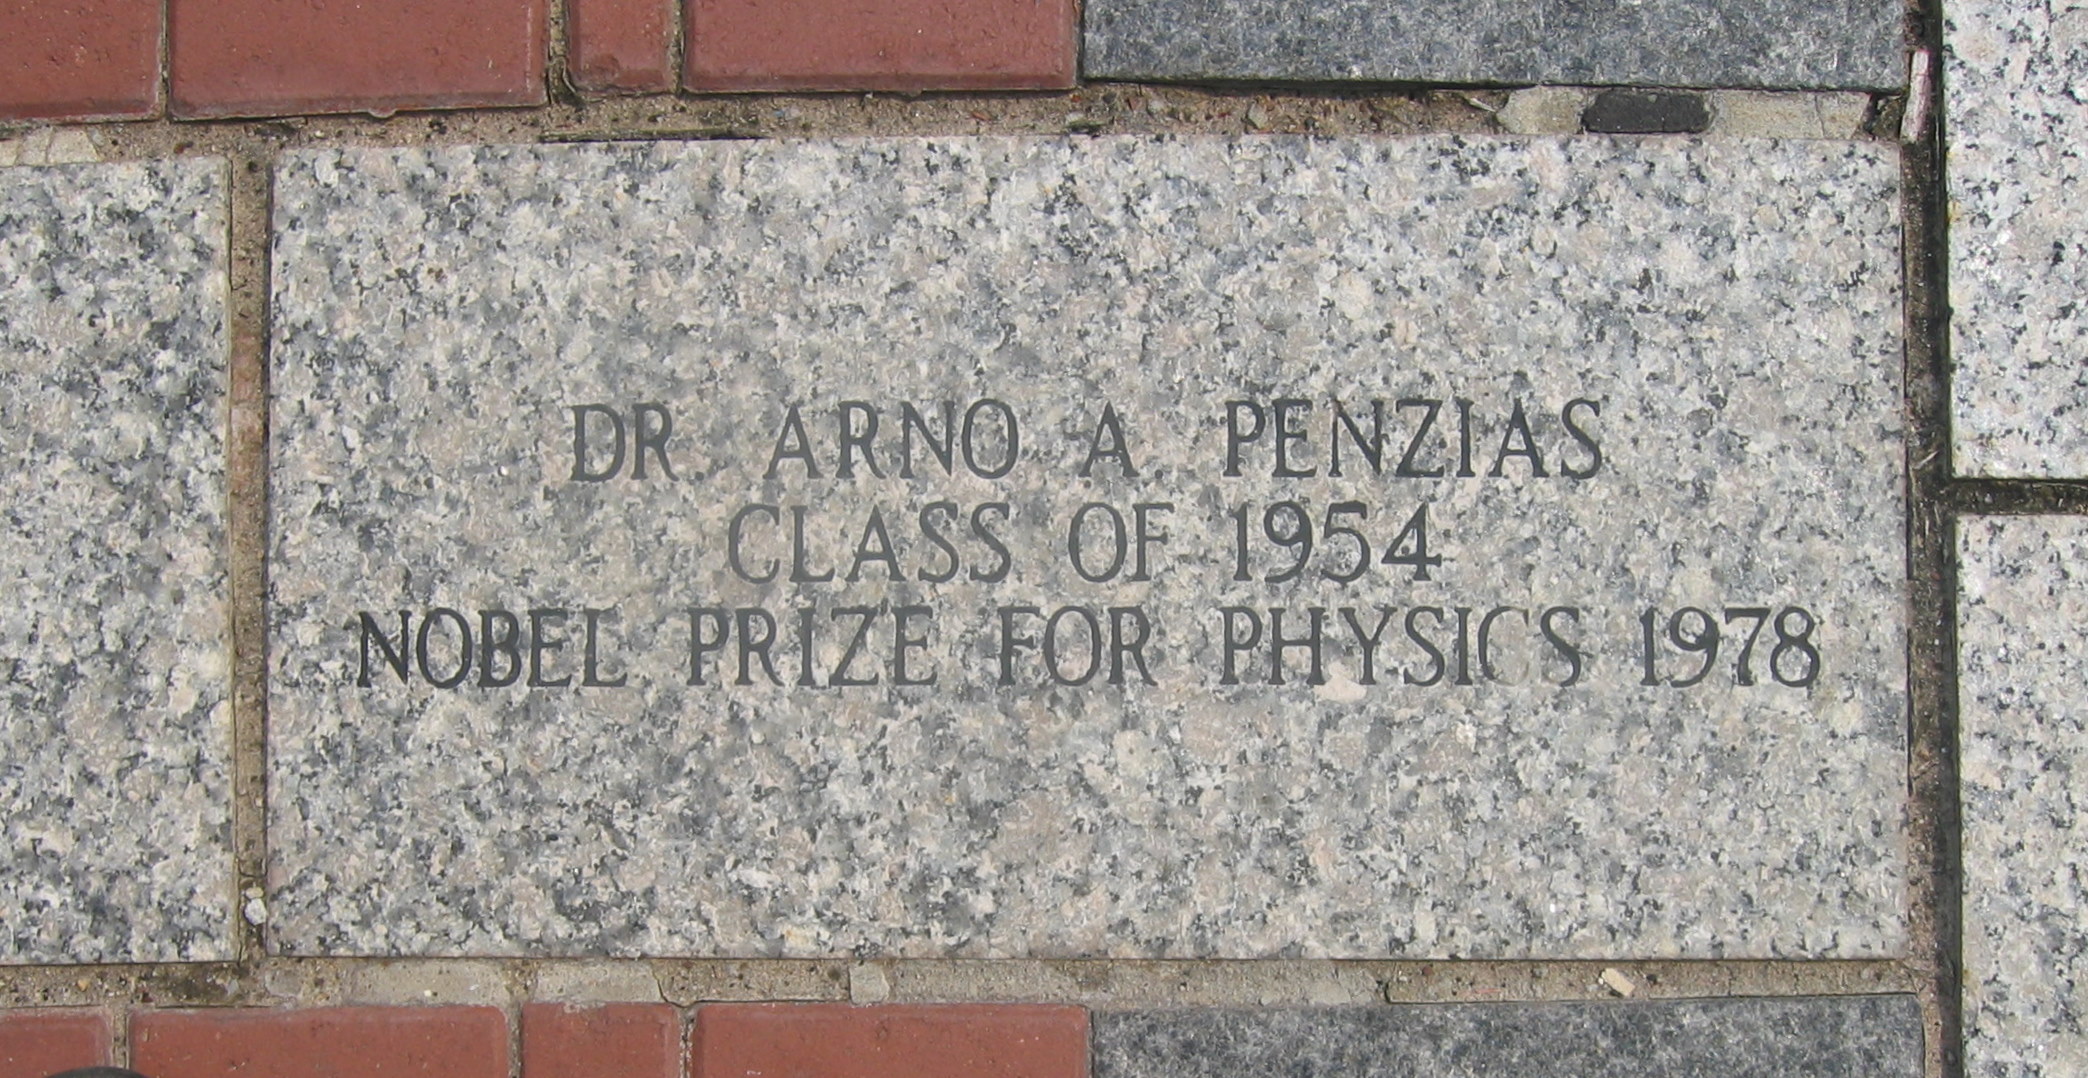 DR. ARNO A. PENZIAS
CLASS OF 1954
NOBEL PRIZE FOR PHYSICS 1978